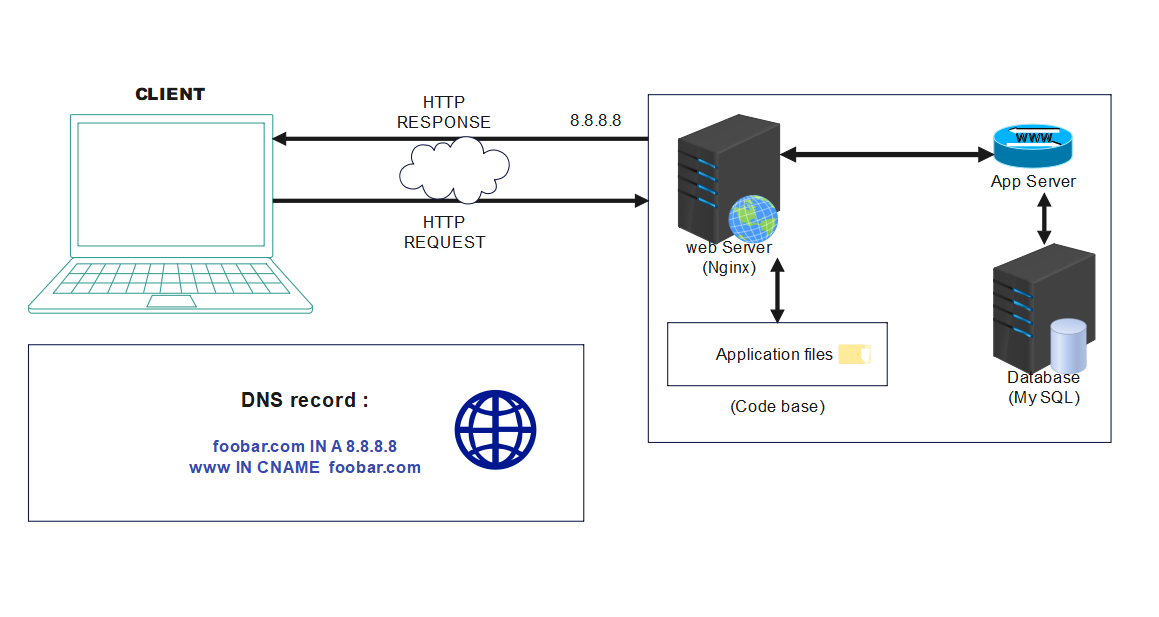 CLIENT
HTTP
RESPONSE
8.8.8.8
HTTP
REQUEST
web Server
(Nginx)
WWW
App Server
Application files
(Code base)
Database
(My SQL)
DNS record :
foobar.com IN A 8.8.8.8
www IN CNAME foobar.com